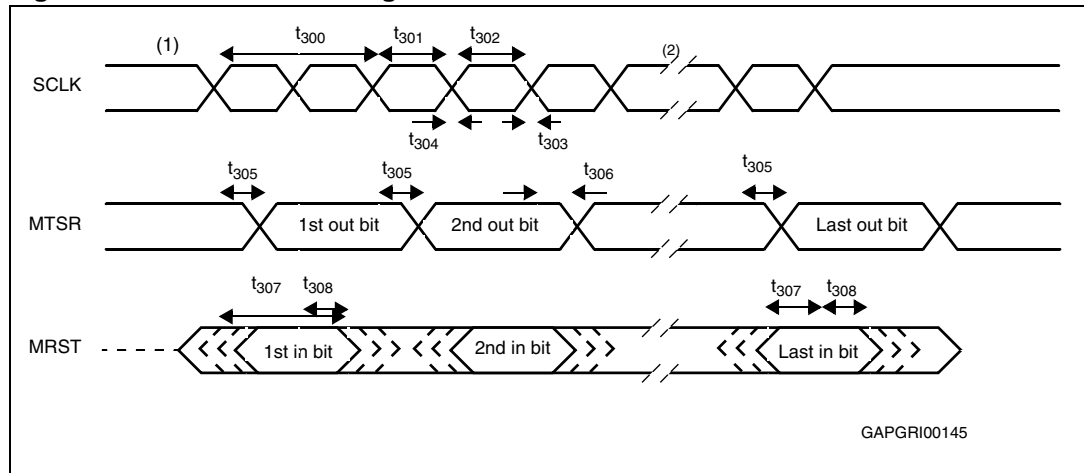 (1)
t300
t301
t302
(2)
SCLK
t304
t303
t305
t305
t306
t305
MTSR
1st out bit
2nd out bit
Last out bit
t307
t308
t307
t308
MRST
1st in bit
2nd in bit
Last in bit
GAPGRI00145